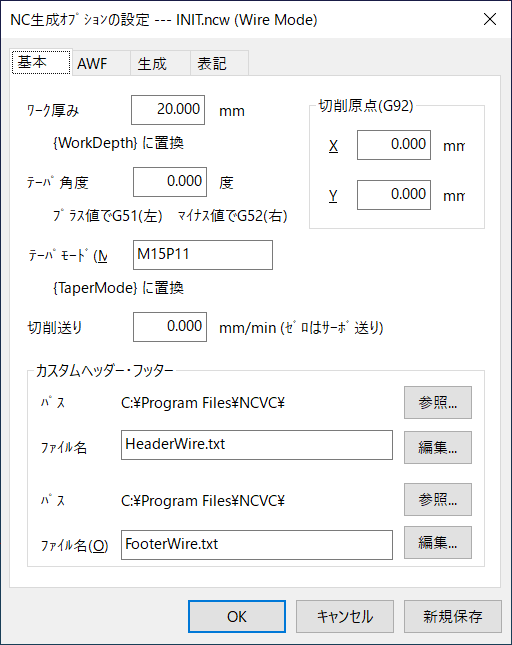 NC生成ｵﾌﾟｼｮﾝの設定 --- INIT.ncw (Wire Mode)
基本 AWF 生成 表記
ﾜｰｸ厚み 20.000 mm
{WorkDepth} に置換
切削原点(G92)
X 0.000 mm
Y 0.000 mm
ﾃｰﾊﾟ角度 0.000 度
ﾌﾟﾗｽ値でG51(左) ﾏｲﾅｽ値でG52(右)
ﾃｰﾊﾟﾓｰﾄﾞ(M M15P11
{TaperMode} に置換
切削送り 0.000 mm/min (ｾﾞﾛはｻｰﾎﾞ送り)
カスタムヘッダー・フッター
ﾊﾟｽ C:¥Program Files¥NCVC¥ 参照...
ﾌｧｲﾙ名 HeaderWire.txt 編集...
ﾊﾟｽ C:¥Program Files¥NCVC¥ 参照...
ﾌｧｲﾙ名(O) FooterWire.txt 編集...
OK キャンセル 新規保存